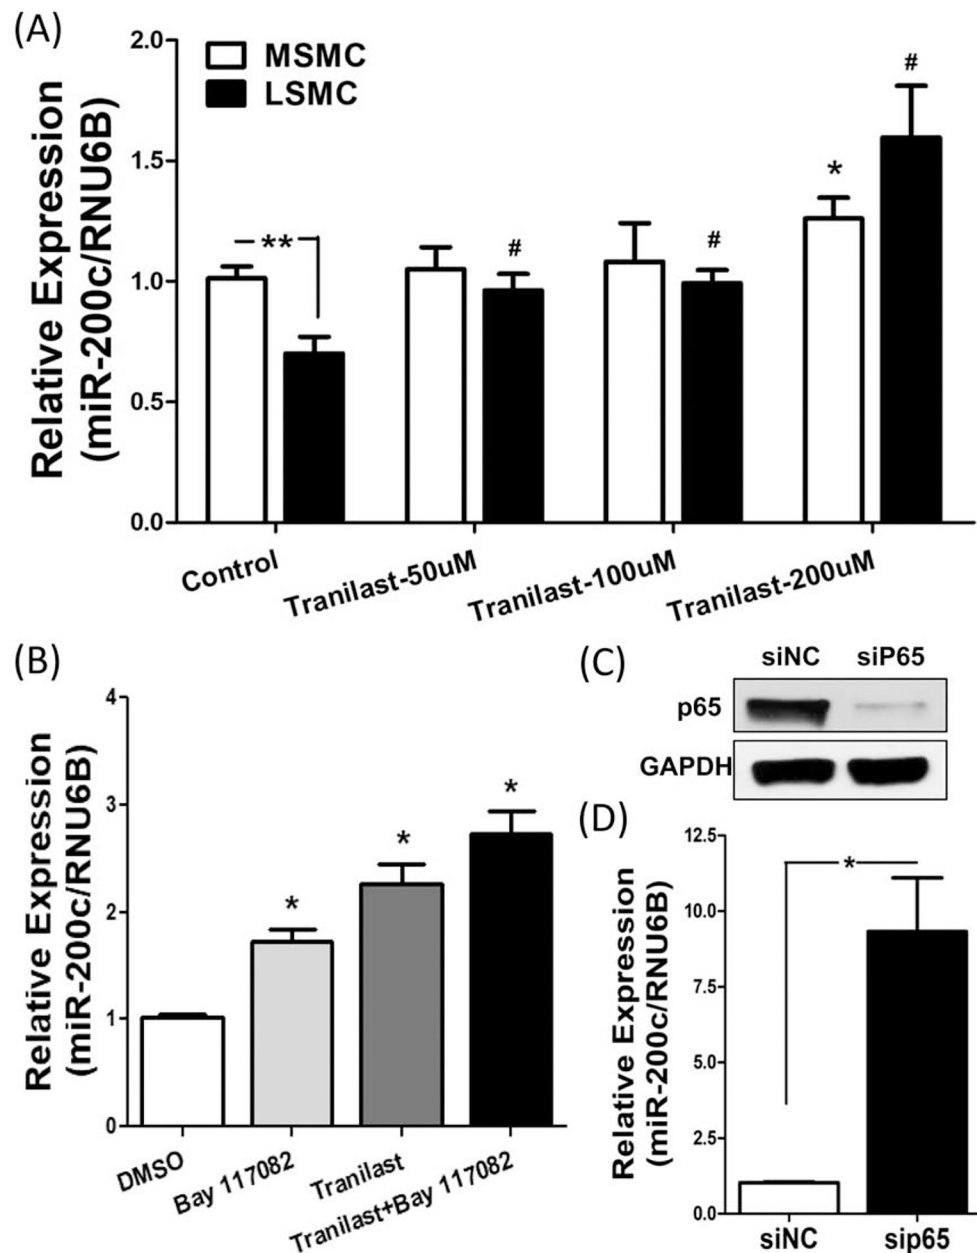 (A)
2.0
1.5
1.0
0.5
0.0
Relative Expression
(miR-200c/RNU6B)
MSMC
LSMC
**
#
#
*
#
Control
Tranilast-50uM
Tranilast-100uM
Tranilast-200uM
(B)
4
3
2
1
0
Relative Expression
(miR-200c/RNU6B)
*
*
*
DMSO
Bay 117082
Tranilast
Tranilast+Bay 117082
(C)
siNC siP65
p65
GAPDH
(D)
12.5
10.0
7.5
5.0
2.5
0.0
Relative Expression
(miR-200c/RNU6B)
*
siNC
sip65